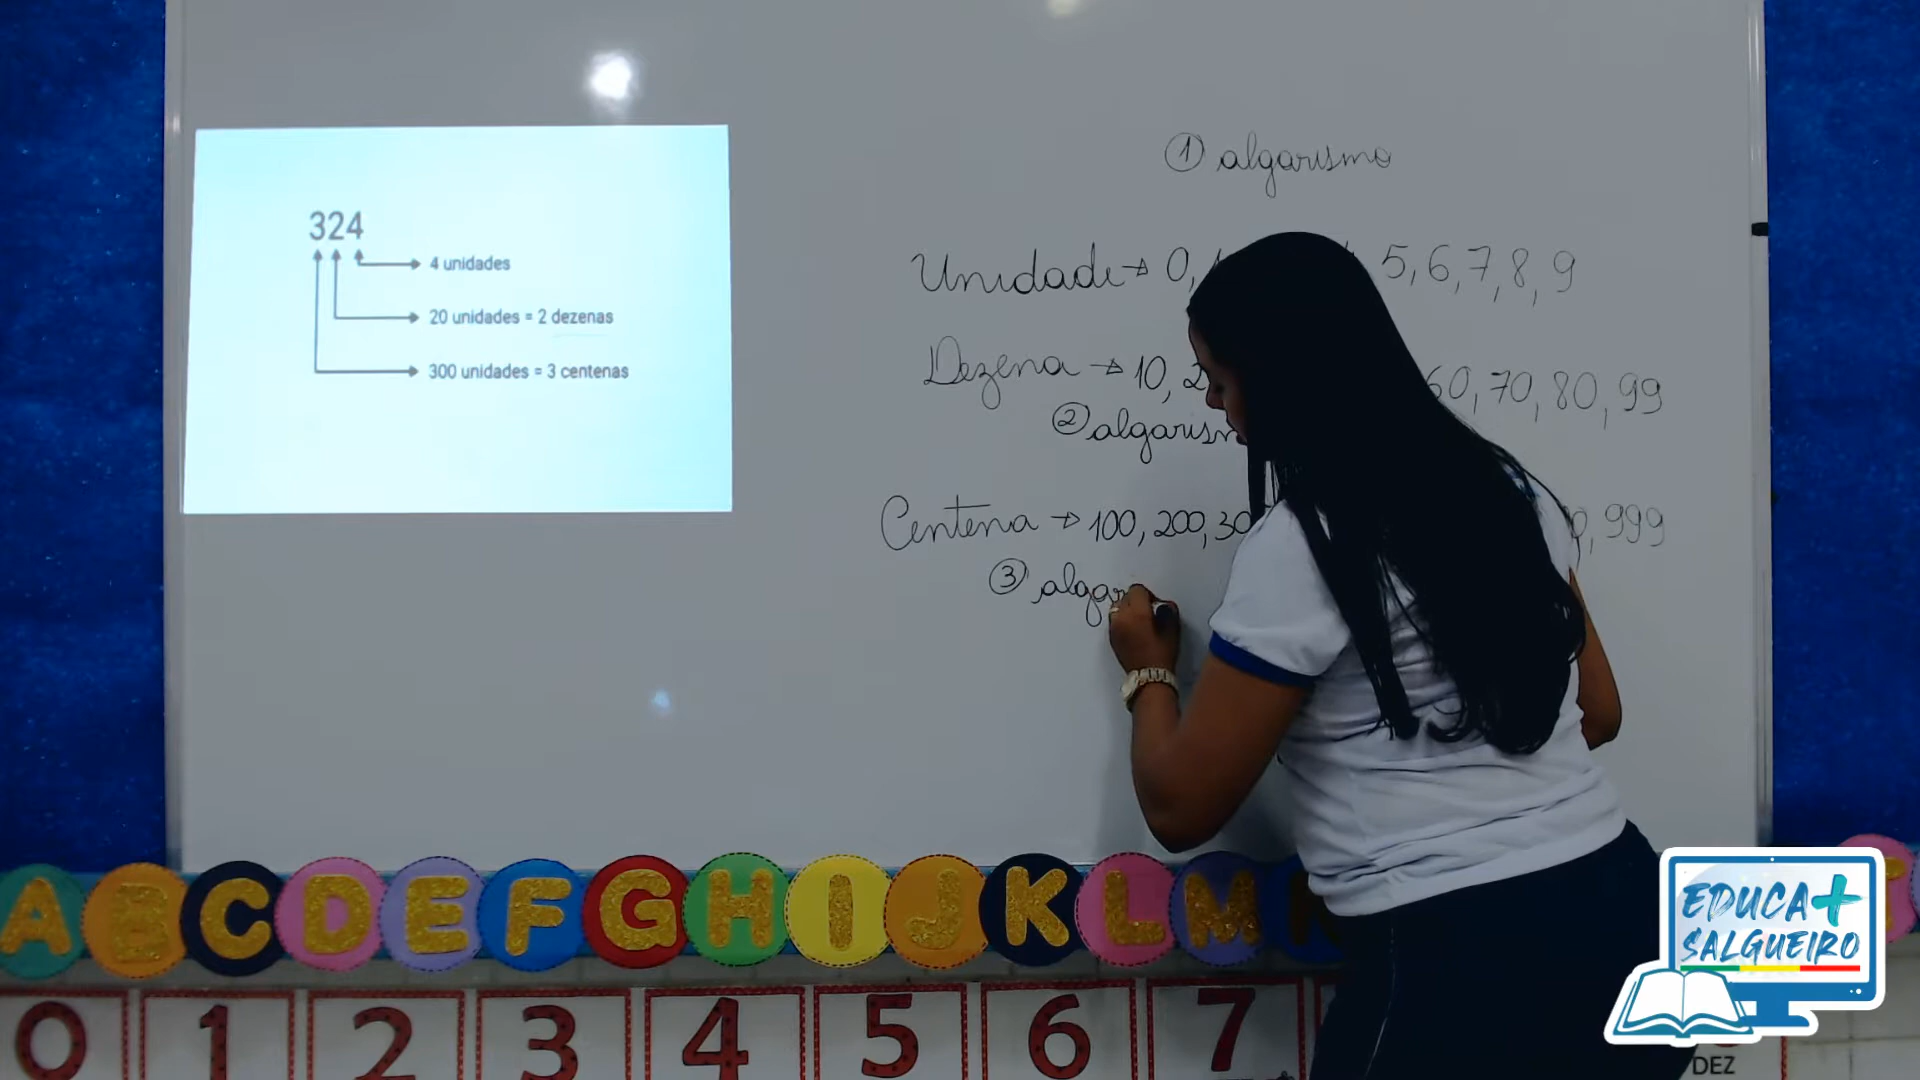 324
4 unidades
20 unidades = 2 dezenas
300 unidades = 3 centenas
① algarismo
Unidade → 0, 5, 6, 7, 8, 9
Dezena → 10, 60, 70, 80, 99
② algarism
Centena → 100, 200, 30 , 999
③ algar
A B C D E F G H I J K L M
0 1 2 3 4 5 6 7
DEZ
EDUCA+
SALGUEIRO